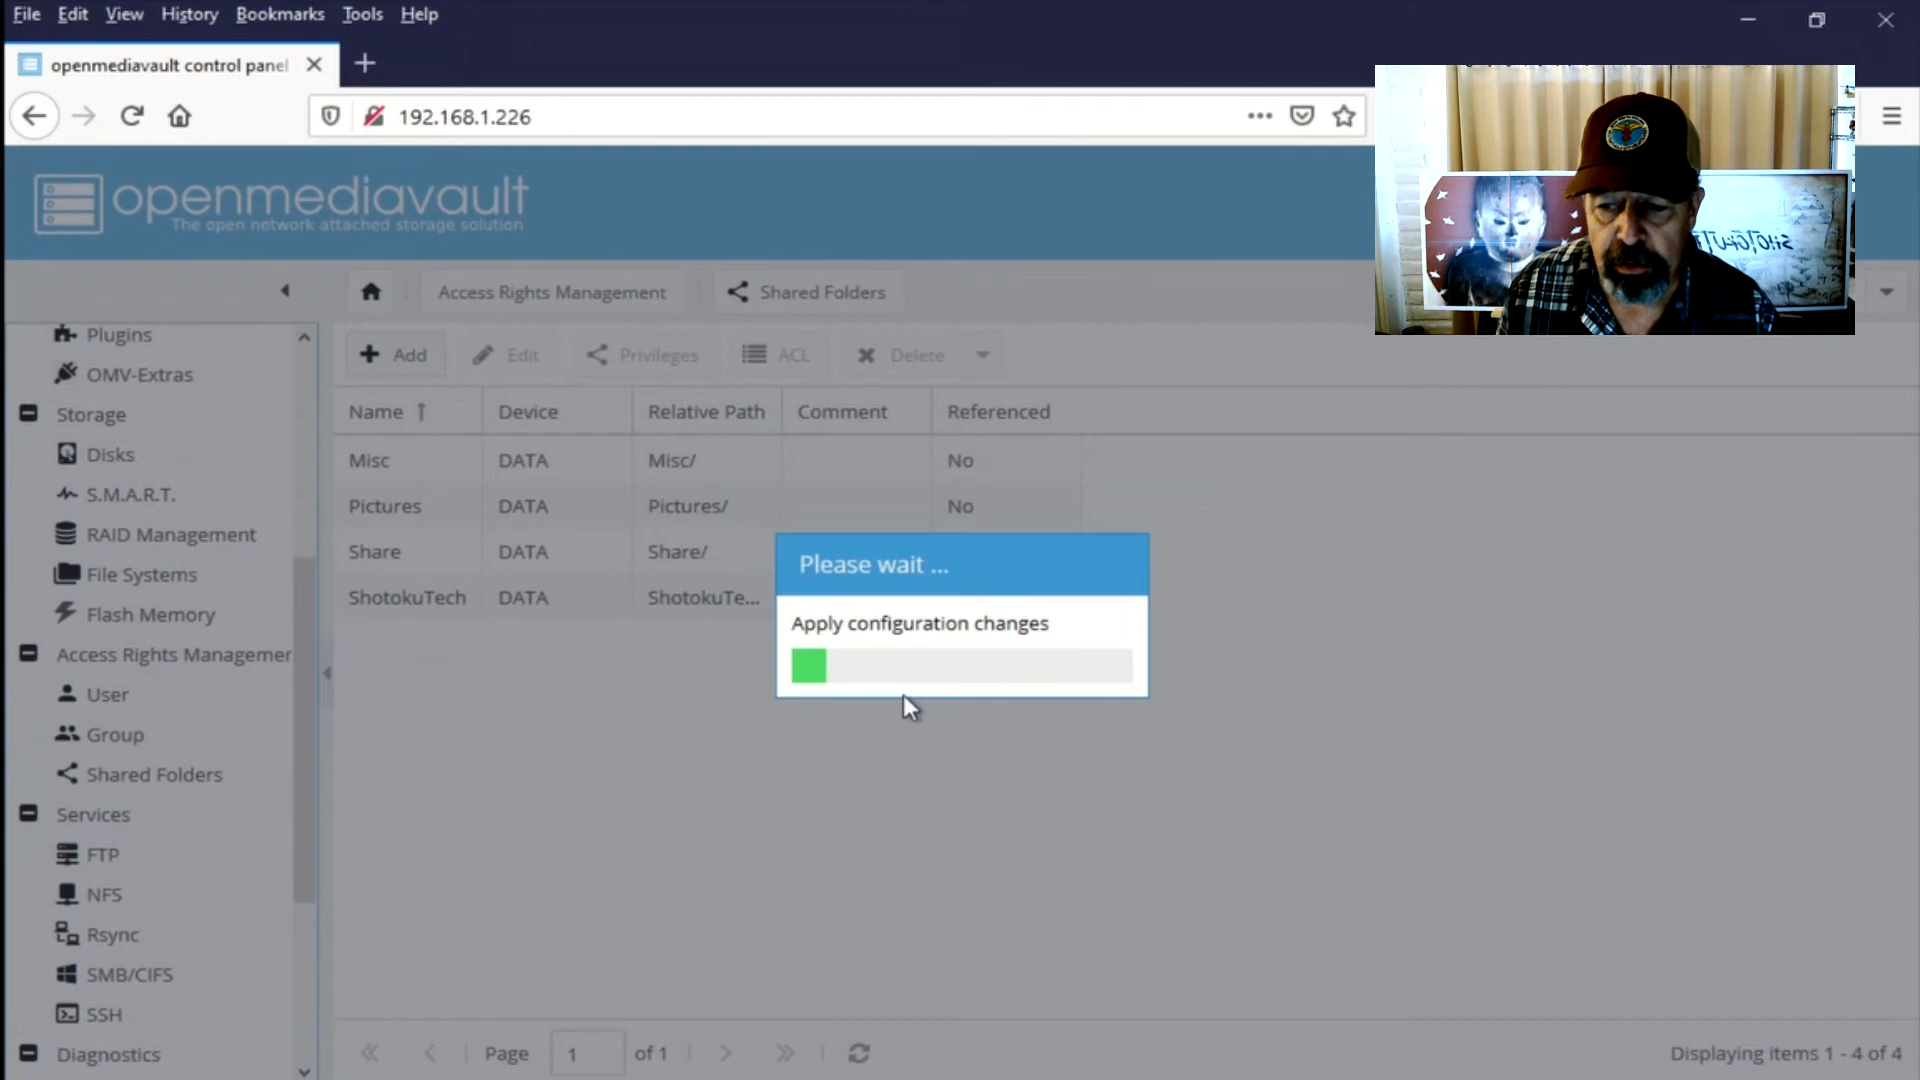 File Edit View History Bookmarks Tools Help
openmediavault control panel
192.168.1.226
openmediavault
The open network attached storage solution
Access Rights Management
Shared Folders
Plugins
OMV-Extras
Storage
Disks
S.M.A.R.T.
RAID Management
File Systems
Flash Memory
Access Rights Managemen
User
Group
Shared Folders
Services
FTP
NFS
Rsync
SMB/CIFS
SSH
Diagnostics
Add Edit Privileges ACL Delete
Name Device Relative Path Comment Referenced
Misc DATA Misc/ No
Pictures DATA Pictures/ No
Share DATA Share/
ShotokuTech DATA ShotokuTe...
Please wait ...
Apply configuration changes
Page 1 of 1
Displaying items 1 - 4 of 4